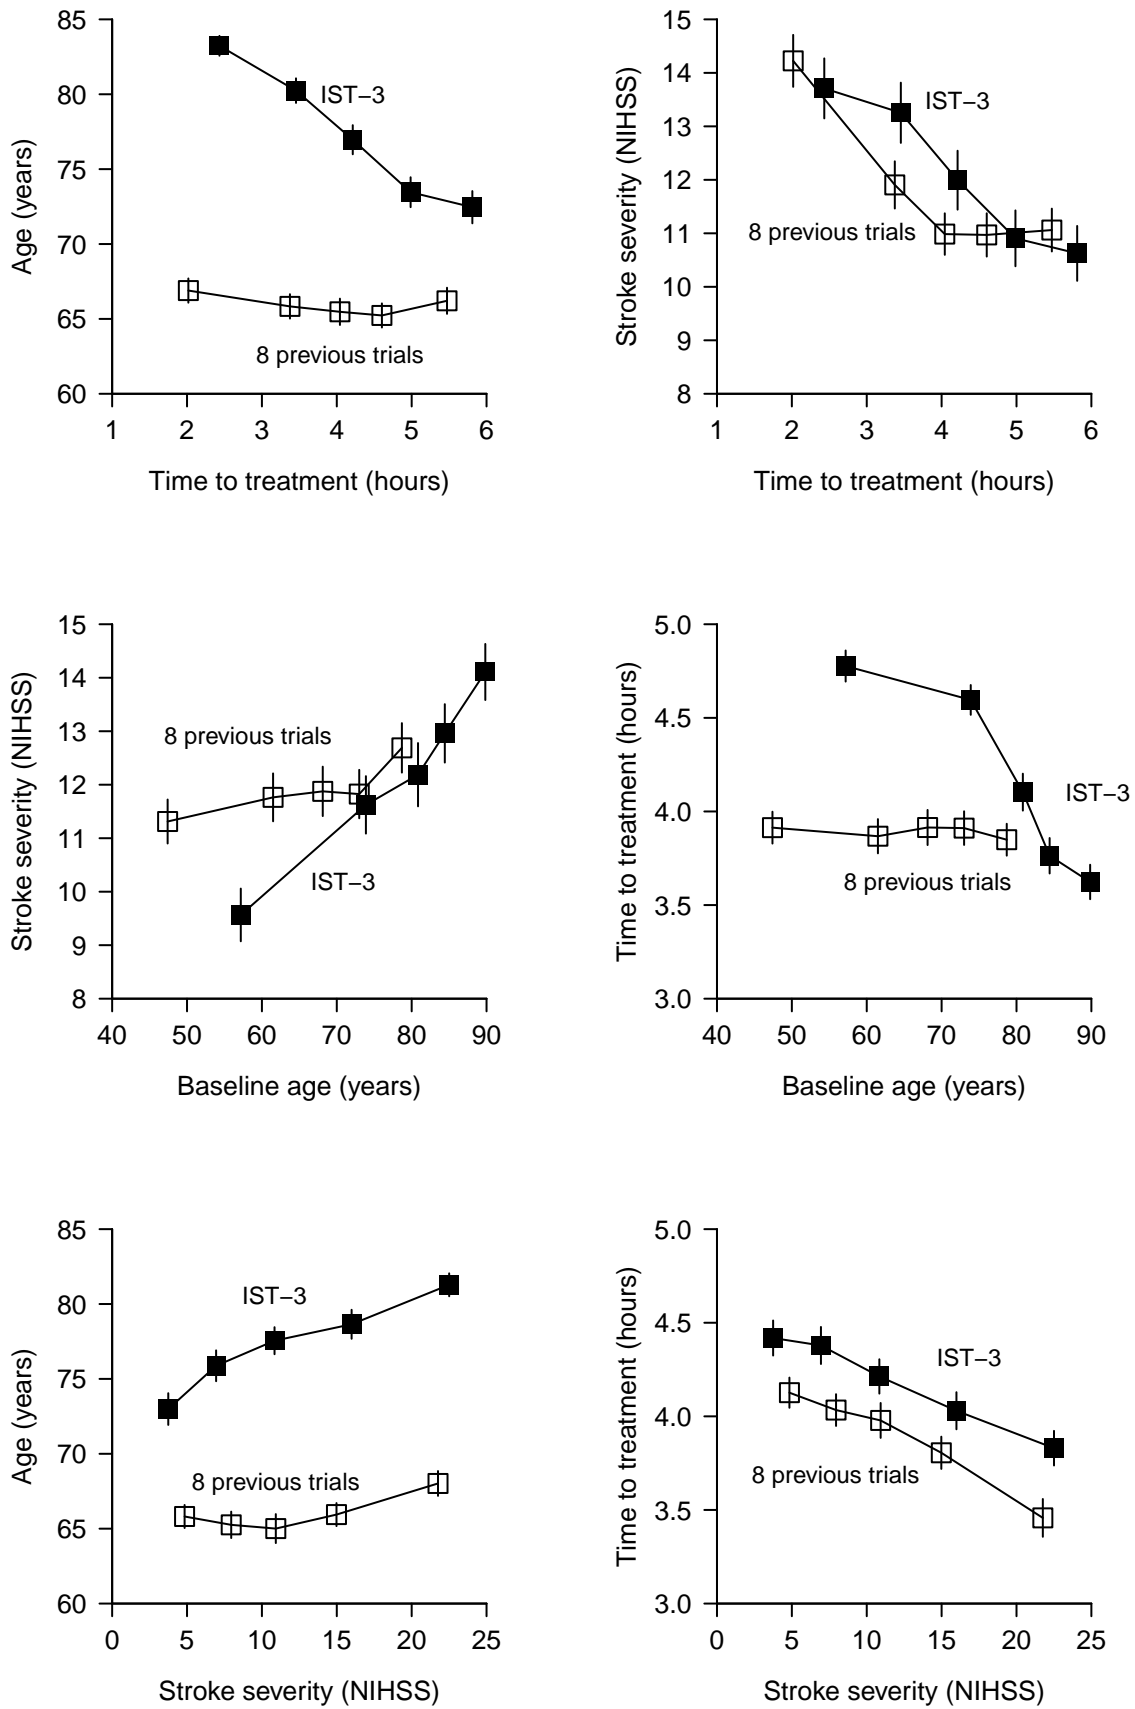 85
80
75
70
65
60
Age (years)
IST−3
8 previous trials
1 2 3 4 5 6
Time to treatment (hours)
15
14
13
12
11
10
9
8
Stroke severity (NIHSS)
IST−3
8 previous trials
1 2 3 4 5 6
Time to treatment (hours)
15
14
13
12
11
10
9
8
Stroke severity (NIHSS)
8 previous trials
IST−3
40 50 60 70 80 90
Baseline age (years)
5.0
4.5
4.0
3.5
3.0
Time to treatment (hours)
IST−3
8 previous trials
40 50 60 70 80 90
Baseline age (years)
85
80
75
70
65
60
Age (years)
IST−3
8 previous trials
0 5 10 15 20 25
Stroke severity (NIHSS)
5.0
4.5
4.0
3.5
3.0
Time to treatment (hours)
IST−3
8 previous trials
0 5 10 15 20 25
Stroke severity (NIHSS)